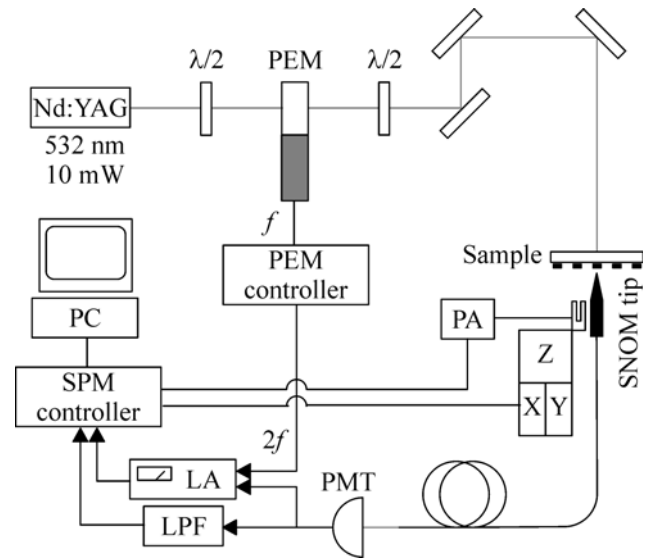 λ/2
PEM
λ/2
Nd:YAG
532 nm
10 mW
f
PEM
controller
Sample
SNOM tip
PC
PA
Z
SPM
controller
X Y
2f
LA
PMT
LPF